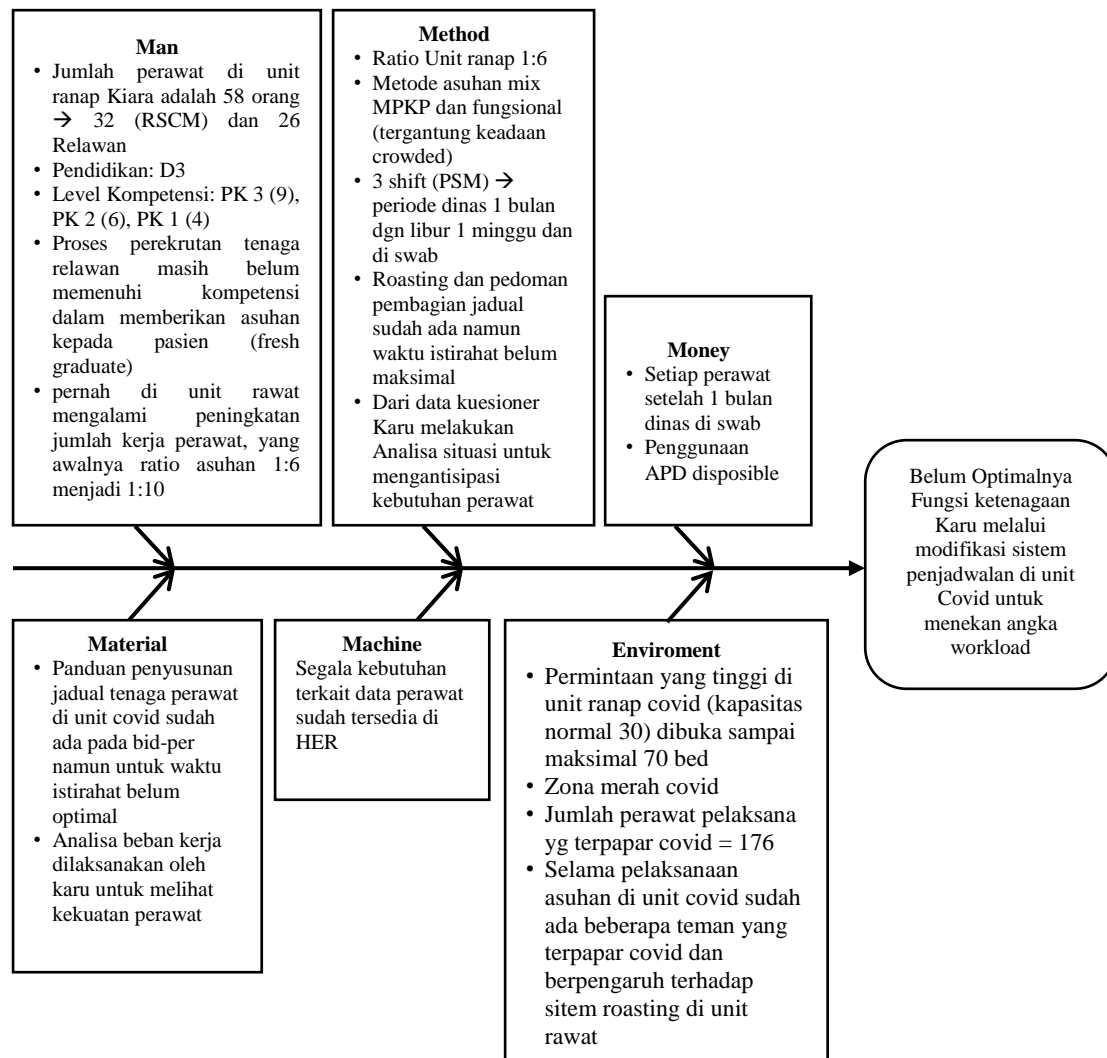 Man
• Jumlah perawat di unit
ranap Kiara adalah 58 orang
→ 32 (RSCM) dan 26
Relawan
• Pendidikan: D3
• Level Kompetensi: PK 3 (9),
PK 2 (6), PK 1 (4)
• Proses perekrutan tenaga
relawan masih belum
memenuhi kompetensi
dalam memberikan asuhan
kepada pasien (fresh
graduate)
• pernah di unit rawat
mengalami peningkatan
jumlah kerja perawat, yang
awalnya ratio asuhan 1:6
menjadi 1:10
Method
• Ratio Unit ranap 1:6
• Metode asuhan mix
MPKP dan fungsional
(tergantung keadaan
crowded)
• 3 shift (PSM) →
periode dinas 1 bulan
dgn libur 1 minggu dan
di swab
• Roasting dan pedoman
pembagian jadual
sudah ada namun
waktu istirahat belum
maksimal
• Dari data kuesioner
Karu melakukan
Analisa situasi untuk
mengantisipasi
kebutuhan perawat
Money
• Setiap perawat
setelah 1 bulan
dinas di swab
• Penggunaan
APD disposible
Belum Optimalnya
Fungsi ketenagaan
Karu melalui
modifikasi sistem
penjadwalan di unit
Covid untuk
menekan angka
workload
Material
• Panduan penyusunan
jadual tenaga perawat
di unit covid sudah
ada pada bid-per
namun untuk waktu
istirahat belum
optimal
• Analisa beban kerja
dilaksanakan oleh
karu untuk melihat
kekuatan perawat
Machine
Segala kebutuhan
terkait data perawat
sudah tersedia di
HER
Enviroment
• Permintaan yang tinggi di
unit ranap covid (kapasitas
normal 30) dibuka sampai
maksimal 70 bed
• Zona merah covid
• Jumlah perawat pelaksana
yg terpapar covid = 176
• Selama pelaksanaan
asuhan di unit covid sudah
ada beberapa teman yang
terpapar covid dan
berpengaruh terhadap
sitem roasting di unit
rawat